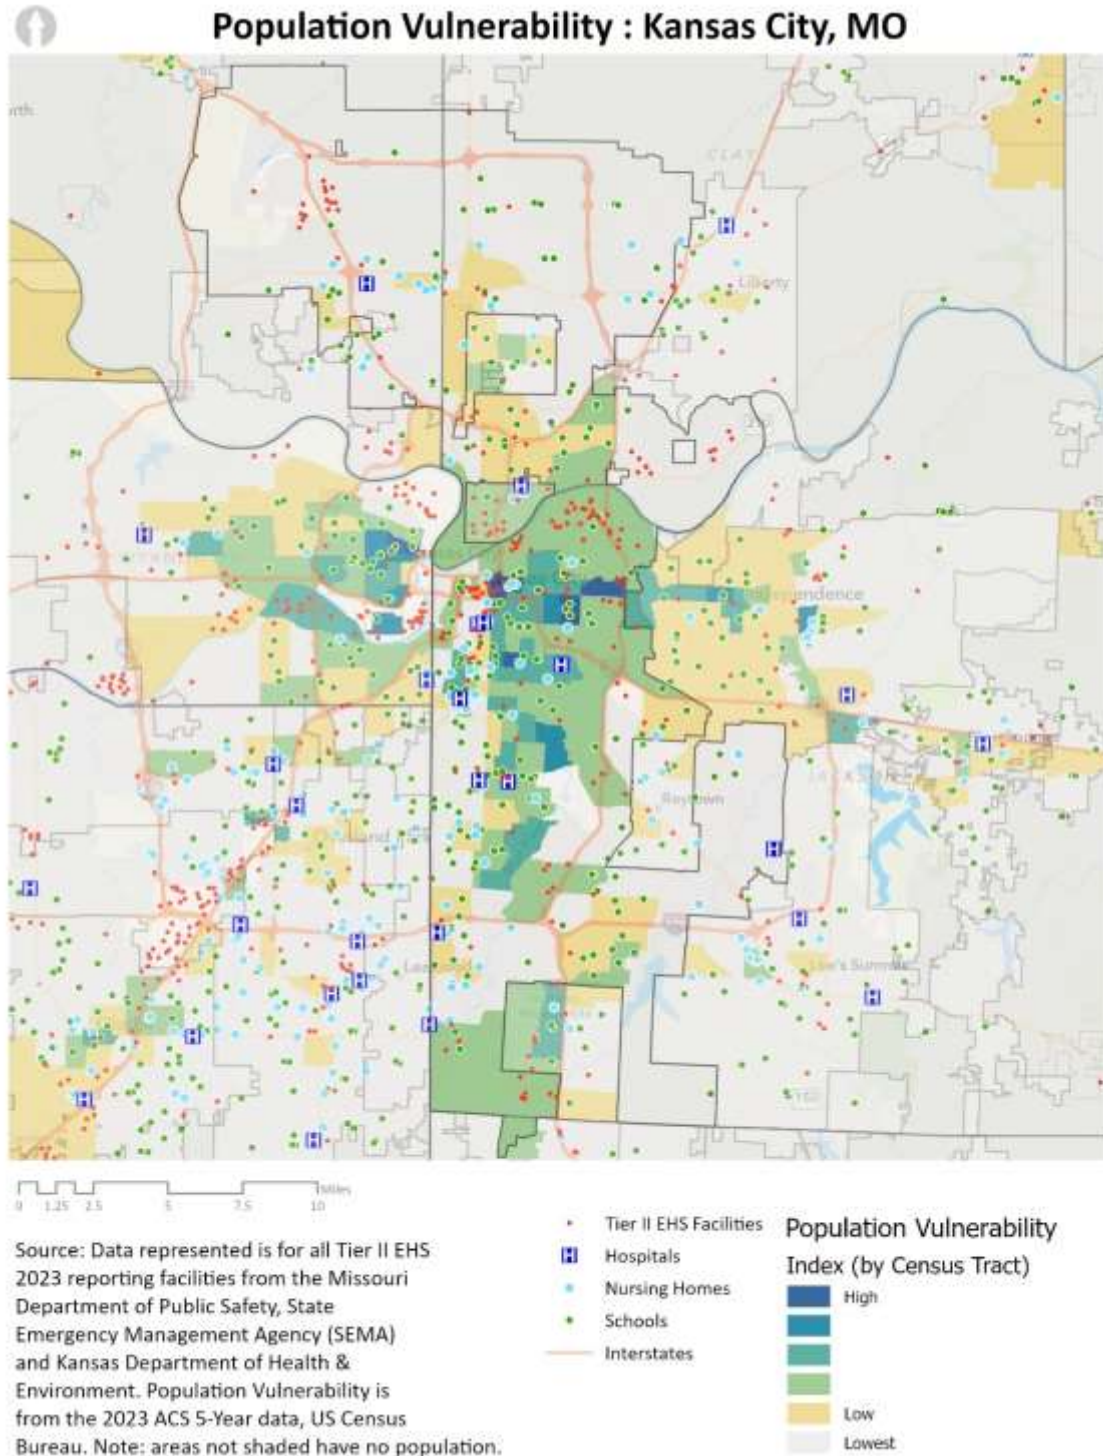 Population Vulnerability : Kansas City, MO
CLAY
Liberty
Independence
Raytown
Lee's Summit
Miles
0 1.25 2.5 5 7.5 10
Source: Data represented is for all Tier II EHS
2023 reporting facilities from the Missouri
Department of Public Safety, State
Emergency Management Agency (SEMA)
and Kansas Department of Health &
Environment. Population Vulnerability is
from the 2023 ACS 5-Year data, US Census
Bureau. Note: areas not shaded have no population.
Tier II EHS Facilities
Hospitals
Nursing Homes
Schools
Interstates
Population Vulnerability
Index (by Census Tract)
High
Low
Lowest